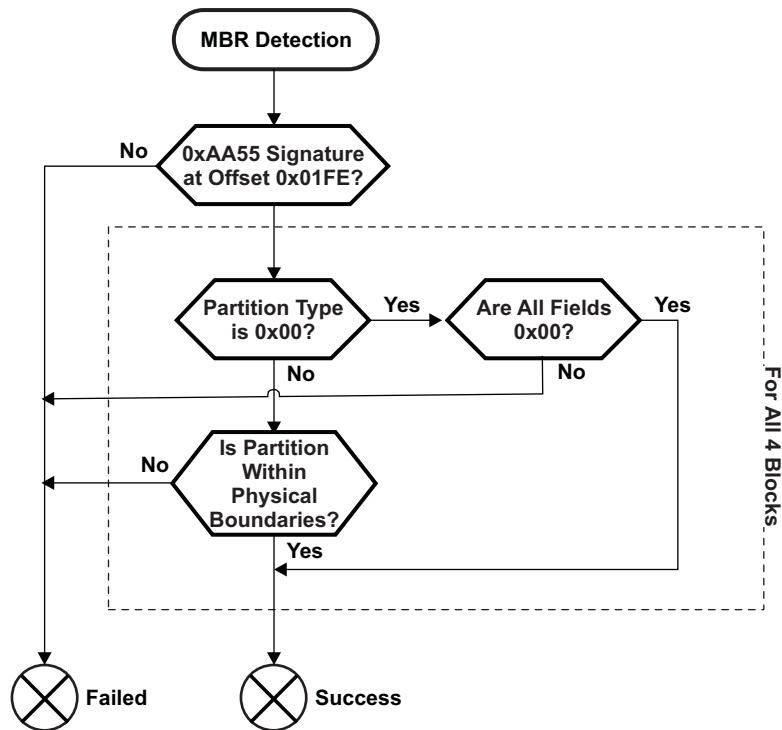 MBR Detection
No
0xAA55 Signature
at Offset 0x01FE?
Partition Type
is 0x00?
Yes
Are All Fields
0x00?
Yes
No
No
For All 4 Blocks
Is Partition
Within
Physical
Boundaries?
No
Yes
Failed
Success